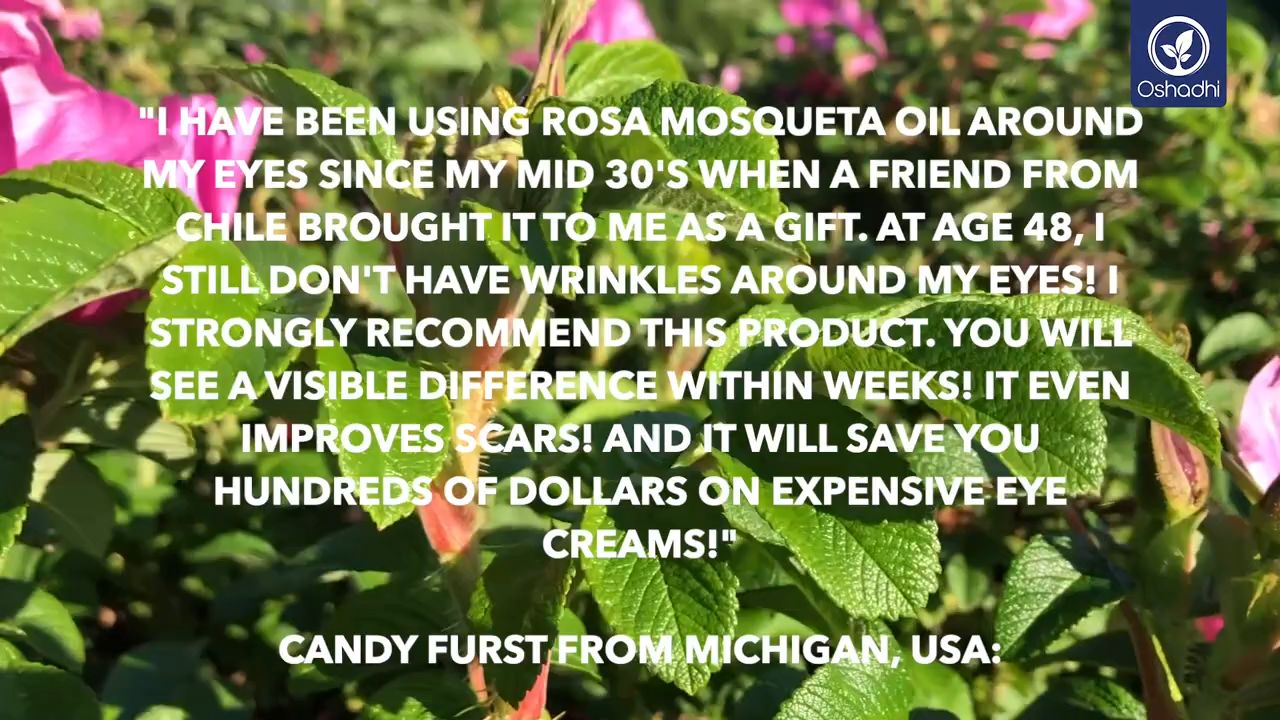 Oshadhi
"I HAVE BEEN USING ROSA MOSQUETA OIL AROUND
MY EYES SINCE MY MID 30'S WHEN A FRIEND FROM
CHILE BROUGHT IT TO ME AS A GIFT. AT AGE 48, I
STILL DON'T HAVE WRINKLES AROUND MY EYES! I
STRONGLY RECOMMEND THIS PRODUCT. YOU WILL
SEE A VISIBLE DIFFERENCE WITHIN WEEKS! IT EVEN
IMPROVES SCARS! AND IT WILL SAVE YOU
HUNDREDS OF DOLLARS ON EXPENSIVE EYE
CREAMS!"
CANDY FURST FROM MICHIGAN, USA: